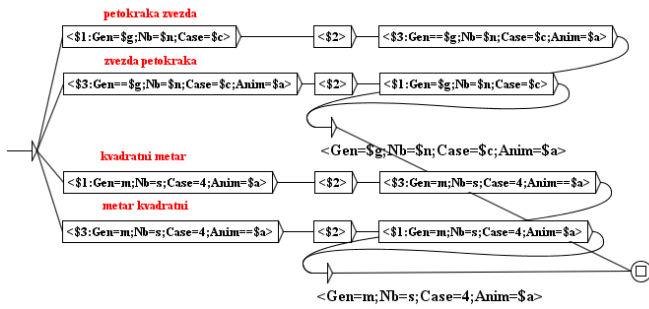 petokraka zvezda
<$1:Gen=$g;Nb=$n;Case=$c> <$2> <$3:Gen==$g;Nb=$n;Case=$c;Anim=$a>
zvezda petokraka
<$3:Gen==$g;Nb=$n;Case=$c;Anim=$a> <$2> <$1:Gen=$g;Nb=$n;Case=$c>
<Gen=$g;Nb=$n;Case=$c;Anim=$a>
kvadratni metar
<$1:Gen=m;Nb=s;Case=4;Anim=$a> <$2> <$3:Gen=m;Nb=s;Case=4;Anim==$a>
metar kvadratni
<$3:Gen=m;Nb=s;Case=4;Anim==$a> <$2> <$1:Gen=m;Nb=s;Case=4;Anim=$a>
<Gen=m;Nb=s;Case=4;Anim=$a>